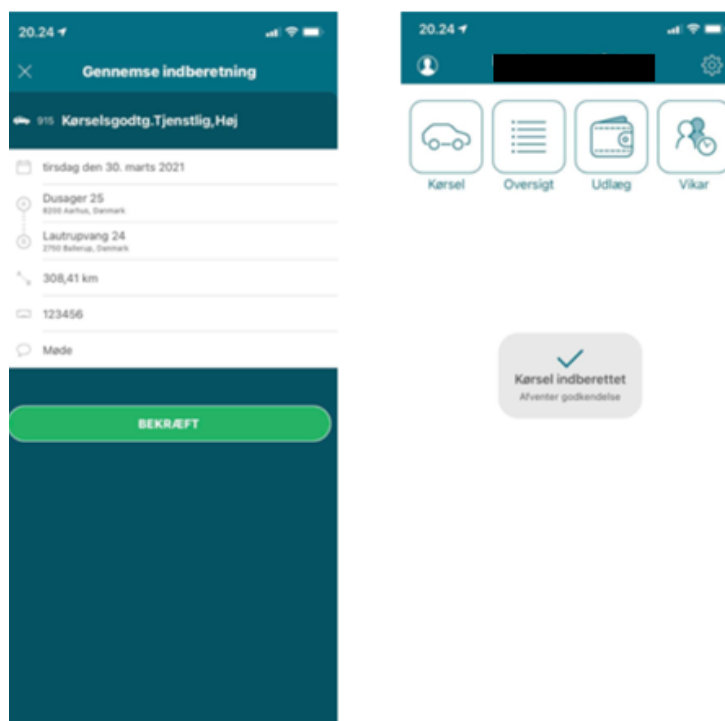 20.24
Gennemse indberetning
915 Kørselsgodtg.Tjenstlig,Høj
tirsdag den 30. marts 2021
Dusager 25
8200 Aarhus, Danmark
Lautrupvang 24
2750 Ballerup, Danmark
308,41 km
123456
Møde
BEKRÆFT
20.24
Kørsel
Oversigt
Udlæg
Vikar
Kørsel indberettet
Afventer godkendelse